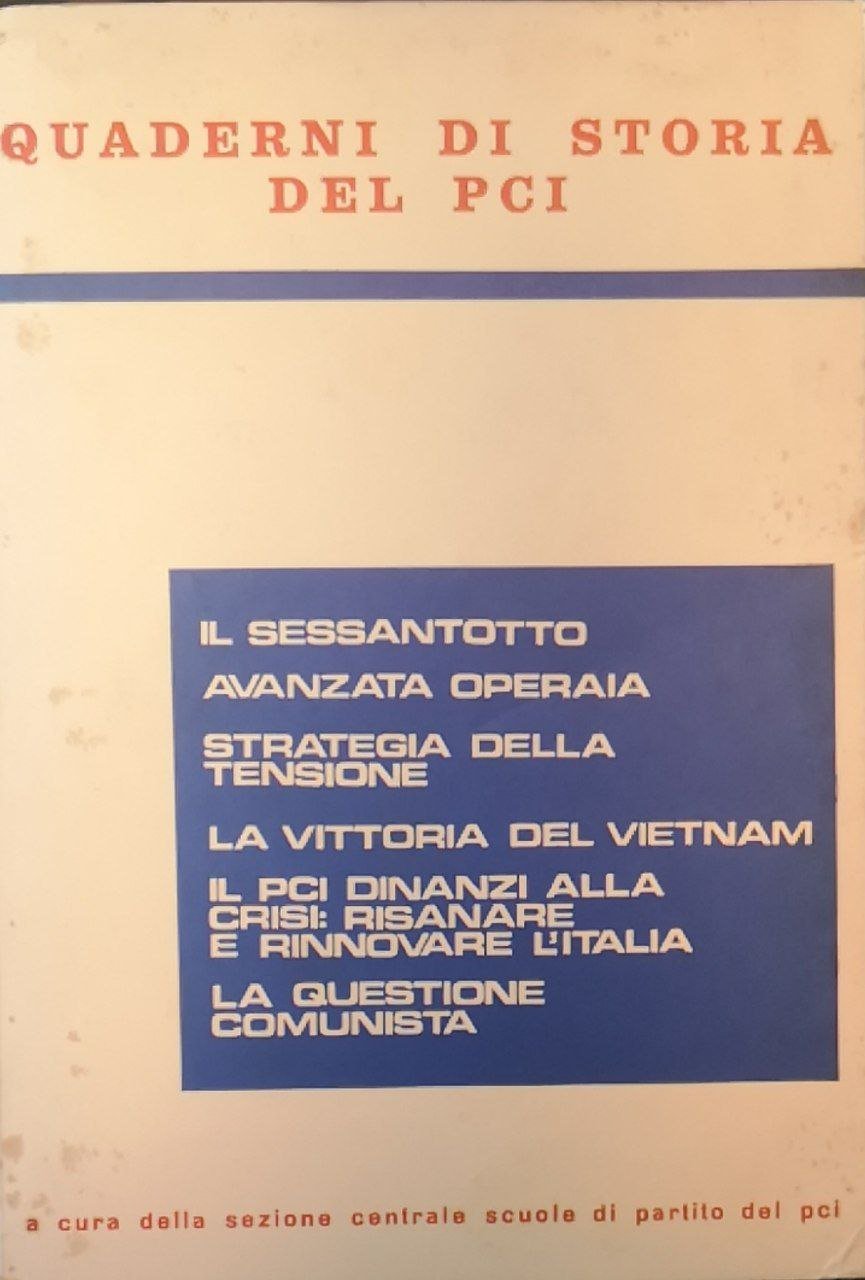 QUADERNI DI STORIA
DEL PCI
IL SESSANTOTTO
AVANZATA OPERAIA
STRATEGIA DELLA
TENSIONE
LA VITTORIA DEL VIETNAM
IL PCI DINANZI ALLA
CRISI: RISANARE
E RINNOVARE L'ITALIA
LA QUESTIONE
COMUNISTA
a cura della sezione centrale scuole di partito del pci